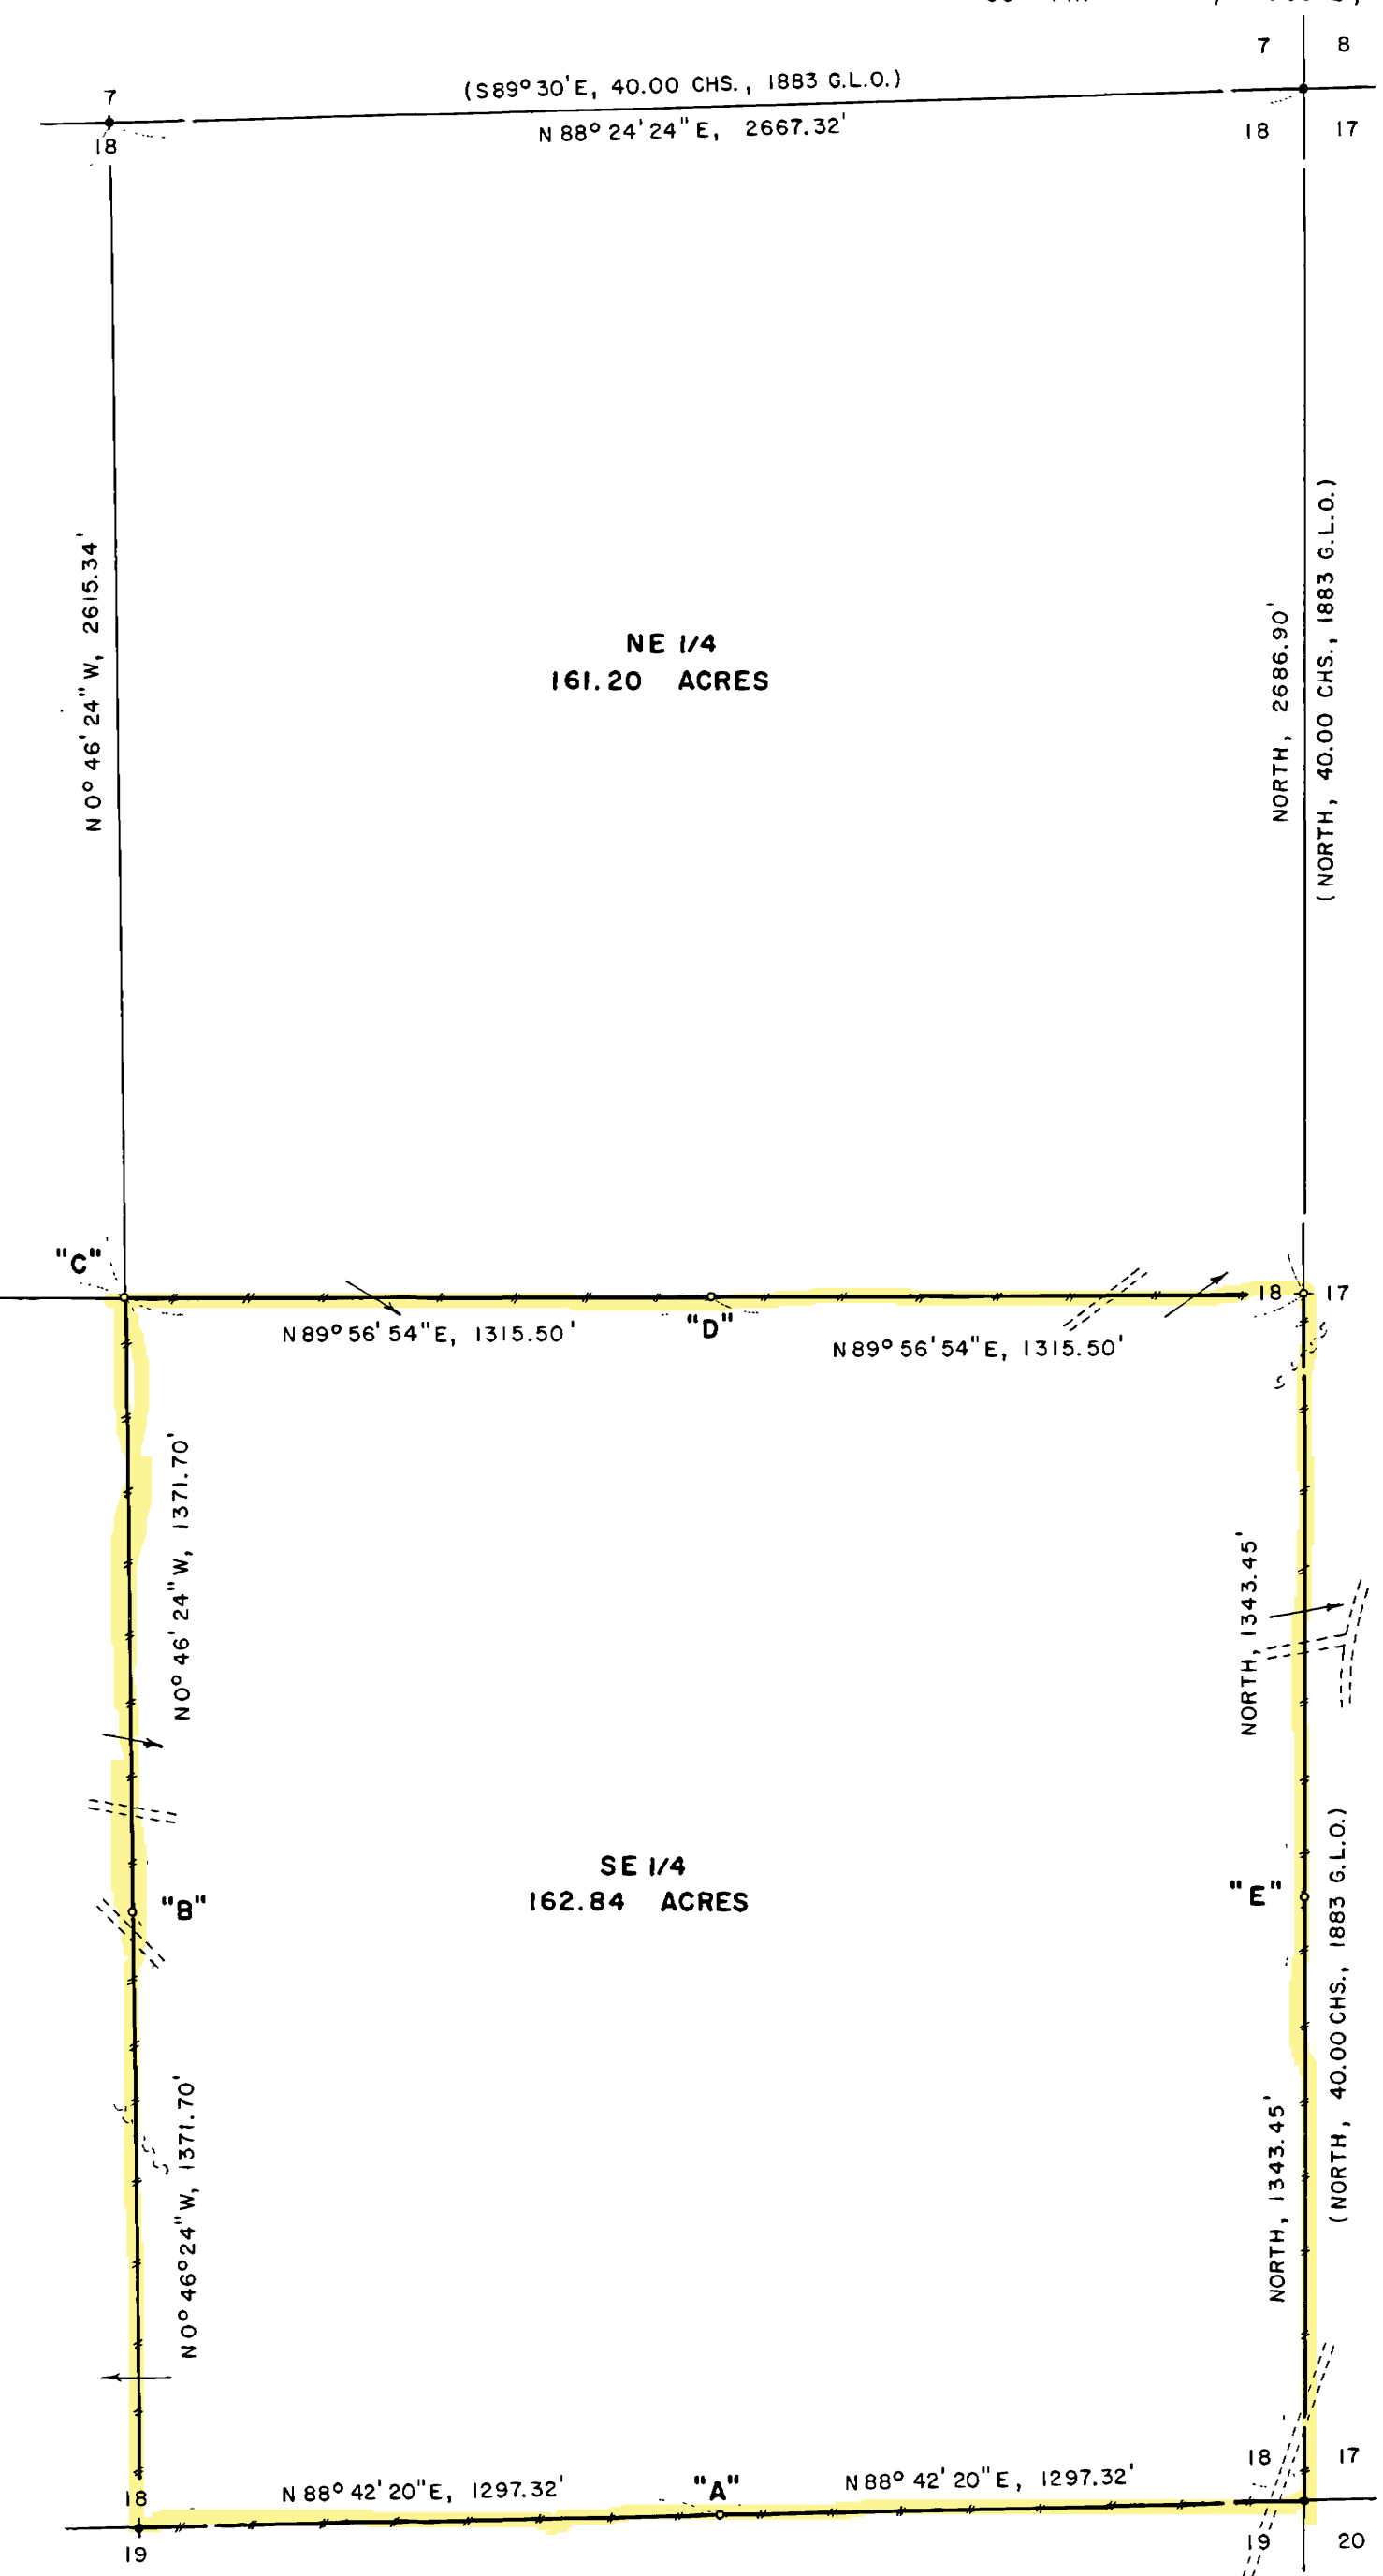 7 8
(S89°30'E, 40.00 CHS., 1883 G.L.O.)
7
N 88° 24' 24" E, 2667.32'
18 17
18
(NORTH, 40.00 CHS., 1883 G.L.O.)
N 0° 46' 24" W, 2615.34'
NORTH, 2686.90'
NE 1/4
161.20 ACRES
"C"
18 17
N 89° 56' 54" E, 1315.50'
"D"
N 89° 56' 54" E, 1315.50'
N 0° 46' 24" W, 1371.70'
NORTH, 1343.45'
SE 1/4
162.84 ACRES
"B"
"E"
(NORTH, 40.00 CHS., 1883 G.L.O.)
N 0° 46° 24" W, 1371.70'
NORTH, 1343.45'
18 17
N 88° 42' 20" E, 1297.32'
"A"
N 88° 42' 20" E, 1297.32'
18
19
19 20